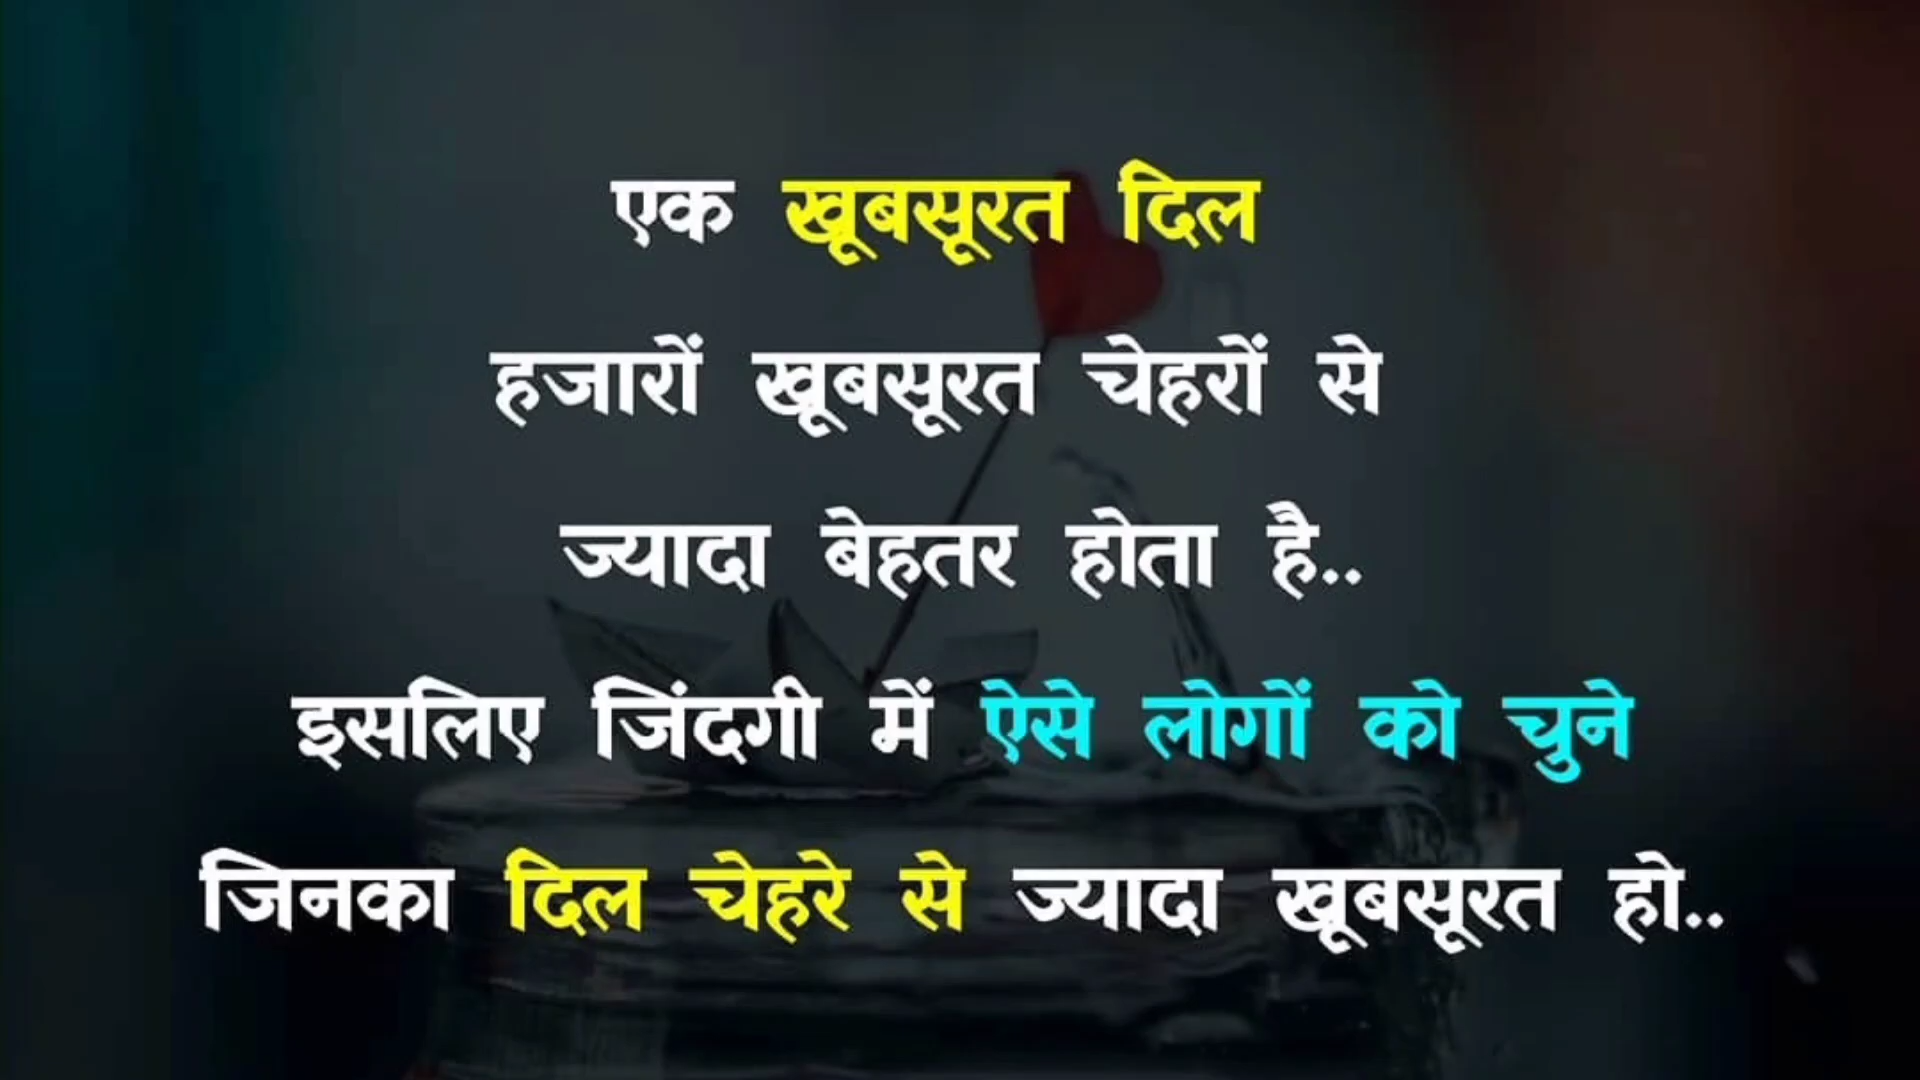 एक खूबसूरत दिल
हजारों खूबसूरत चेहरों से
ज्यादा बेहतर होता है..
इसलिए जिंदगी में ऐसे लोगों को चुने
जिनका दिल चेहरे से ज्यादा खूबसूरत हो..